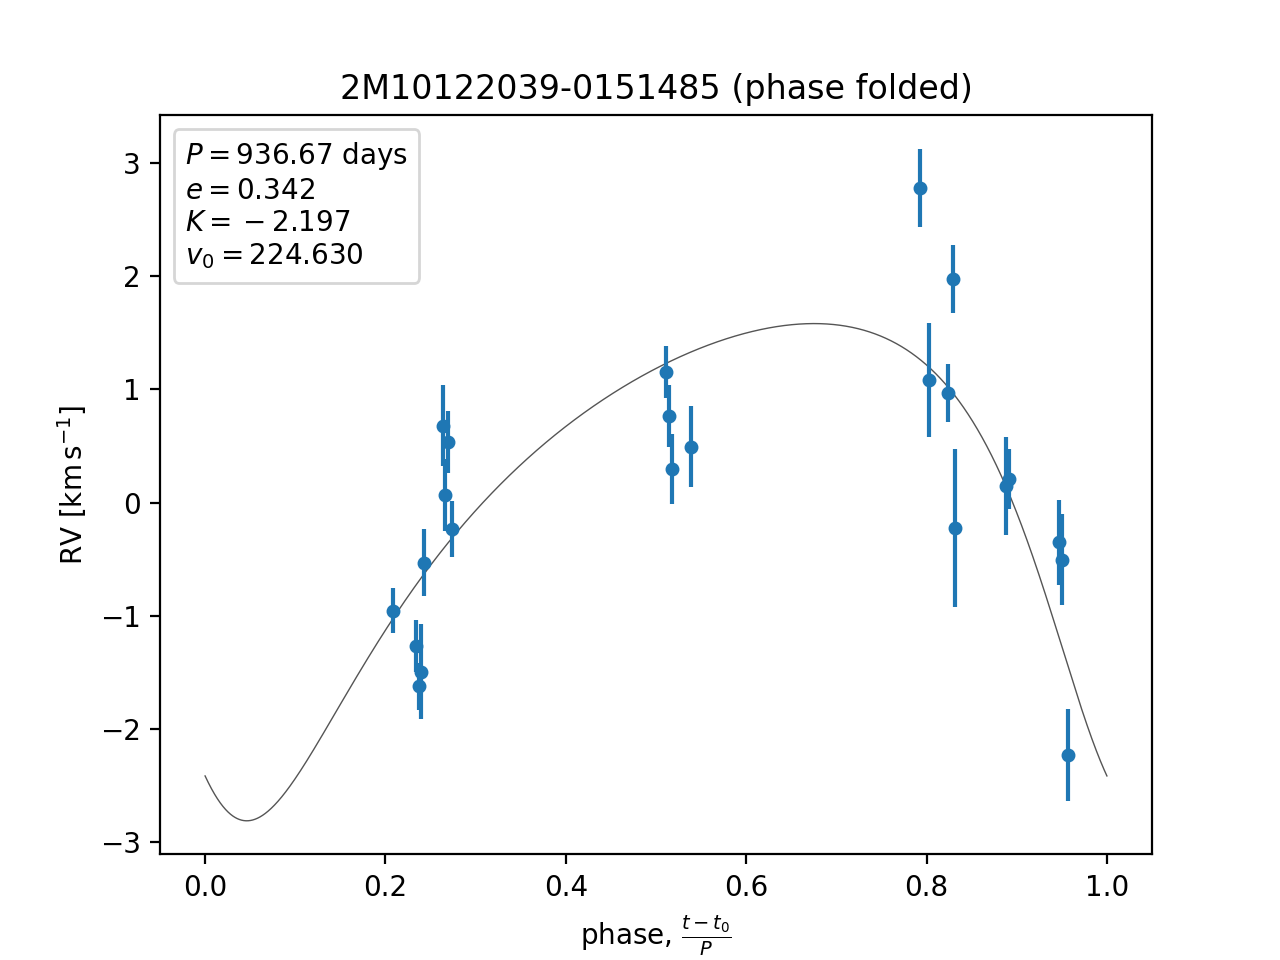 2M10122039-0151485 (phase folded)
P = 936.67 days
e = 0.342
K = −2.197
v₀ = 224.630
3
2
1
0
−1
−2
−3
RV [km s⁻¹]
0.0 0.2 0.4 0.6 0.8 1.0
phase, (t − t₀)/P